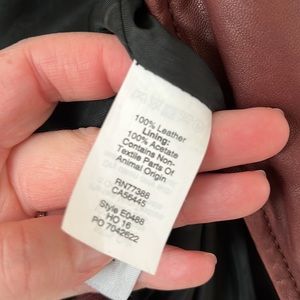 100% Leather
Lining:
100% Acetate
Contains Non-
Textile Parts Of
Animal Origin
RN77388
CA56445
Style E0488
HO 16
PO 7042622